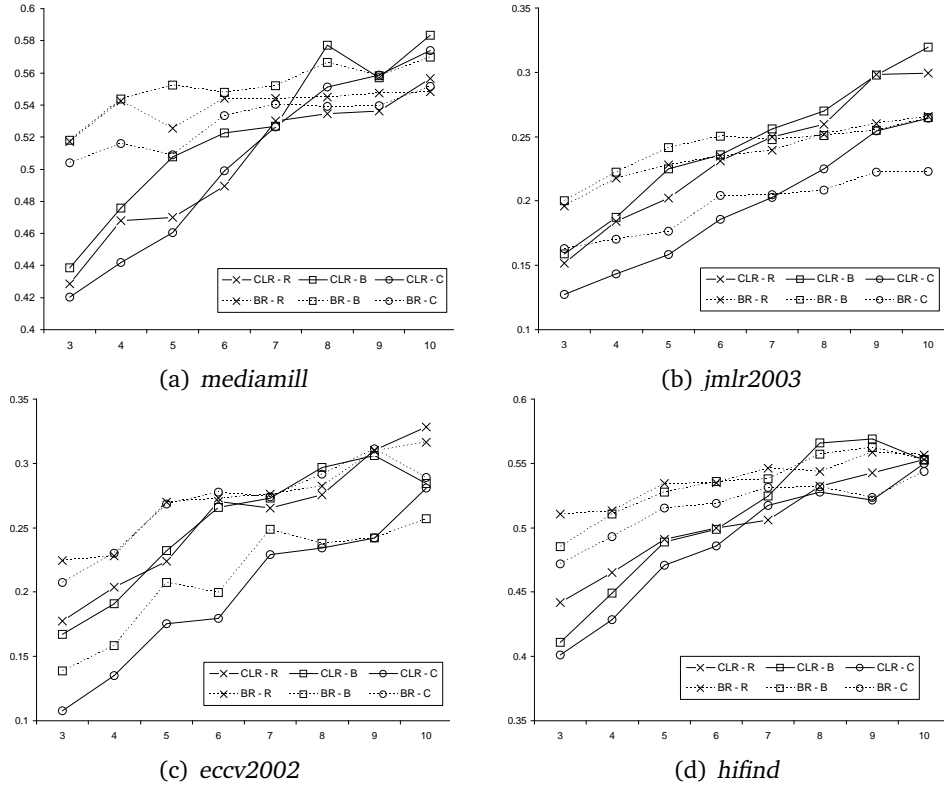 0.6
0.58
0.56
0.54
0.52
0.5
0.48
0.46
0.44
0.42
0.4
CLR - R CLR - B CLR - C
BR - R BR - B BR - C
3 4 5 6 7 8 9 10
(a) mediamill
0.35
0.3
0.25
0.2
0.15
0.1
CLR - R CLR - B CLR - C
BR - R BR - B BR - C
3 4 5 6 7 8 9 10
(b) jmlr2003
0.35
0.3
0.25
0.2
0.15
0.1
CLR - R CLR - B CLR - C
BR - R BR - B BR - C
3 4 5 6 7 8 9 10
(c) eccv2002
0.6
0.55
0.5
0.45
0.4
0.35
CLR - R CLR - B CLR - C
BR - R BR - B BR - C
3 4 5 6 7 8 9 10
(d) hifind